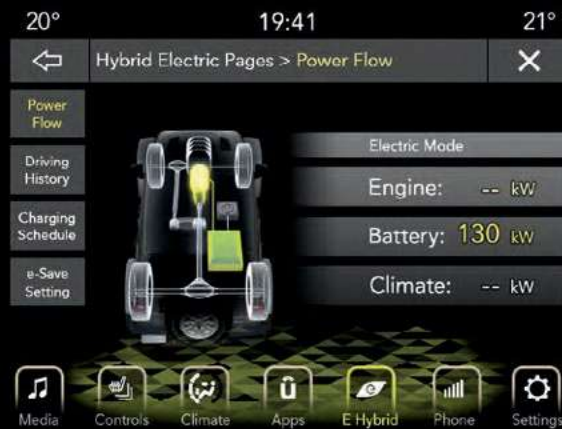 20° 19:41 21°
Hybrid Electric Pages > Power Flow
Power
Flow
Driving
History
Charging
Schedule
e-Save
Setting
Electric Mode
Engine: -- kW
Battery: 130 kW
Climate: -- kW
Media Controls Climate Apps E Hybrid Phone Settings